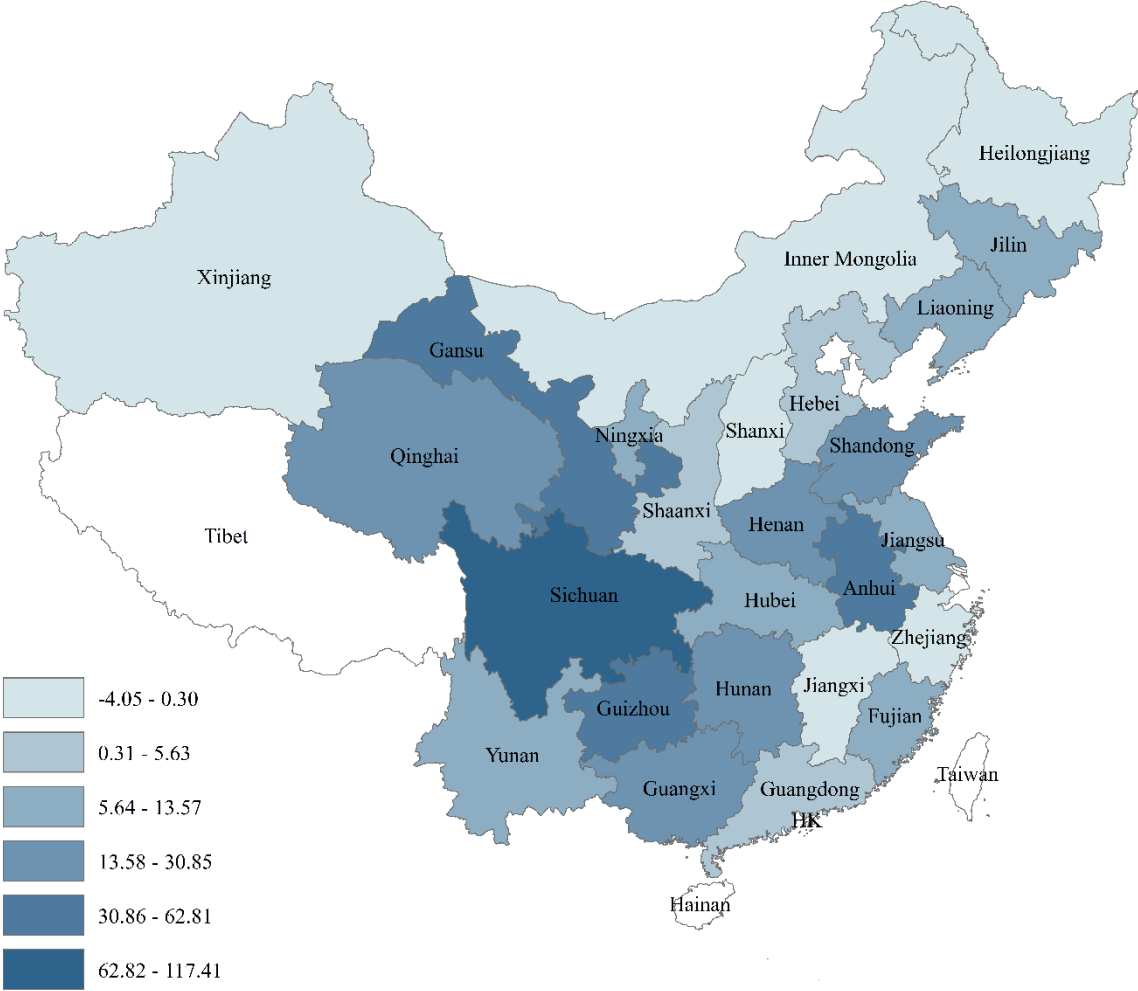 Heilongjiang
Jilin
Inner Mongolia
Xinjiang
Liaoning
Gansu
Hebei
Ningxia
Shanxi
Shandong
Qinghai
Shaanxi
Henan
Tibet
Jiangsu
Anhui
Sichuan
Hubei
Zhejiang
Jiangxi
Hunan
Guizhou
Fujian
Yunan
Taiwan
Guangxi
Guangdong
HK
Hainan
-4.05 - 0.30
0.31 - 5.63
5.64 - 13.57
13.58 - 30.85
30.86 - 62.81
62.82 - 117.41